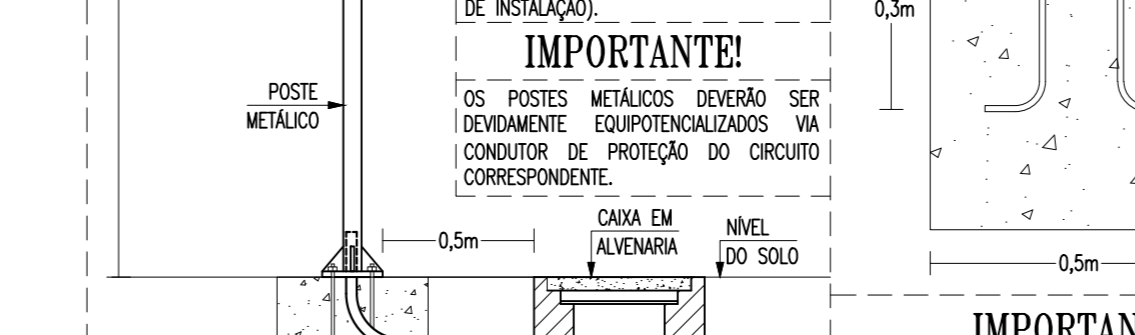 DE INSTALAÇÃO).
IMPORTANTE!
OS POSTES METÁLICOS DEVERÃO SER
DEVIDAMENTE EQUIPOTENCIALIZADOS VIA
CONDUTOR DE PROTEÇÃO DO CIRCUITO
CORRESPONDENTE.
POSTE
METÁLICO
0,5m
CAIXA EM
ALVENARIA
NÍVEL
DO SOLO
0,3m
0,5m
IMPORTAN